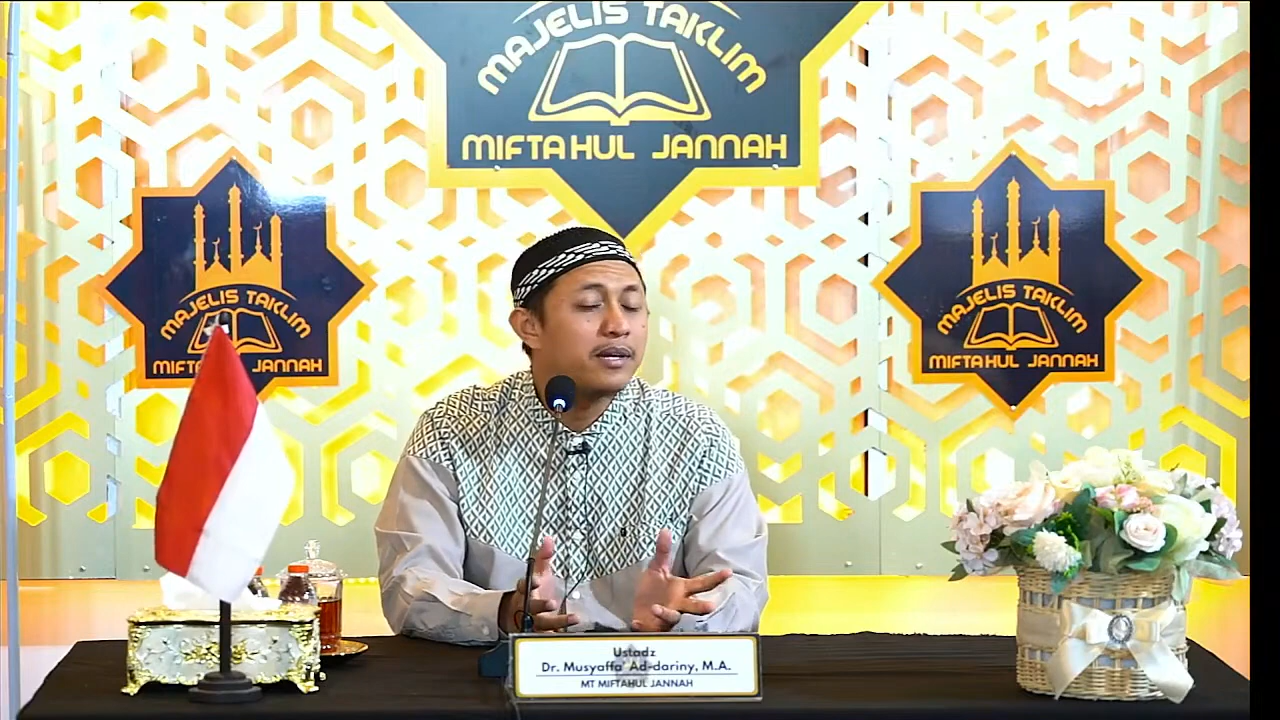 MAJELIS TAKLIM
MIFTAHUL JANNAH
MAJELIS TAKLIM
MIFTAHUL JANNAH
MAJELIS TAKLIM
MIFTAHUL JANNAH
Ustadz
Dr. Musyaffa' Ad-dariny, M.A.
MT MIFTAHUL JANNAH